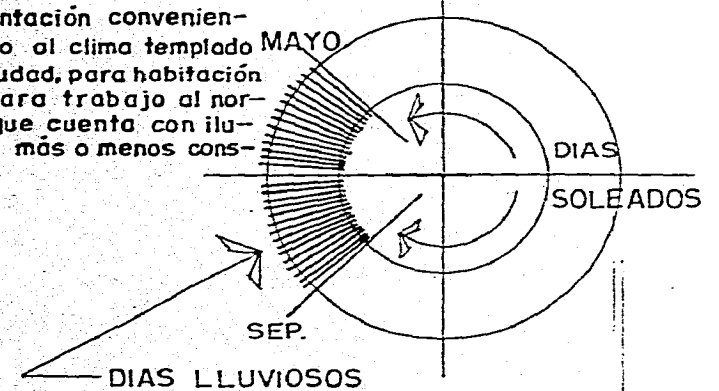 ntación convenien-
o al clima templado
udad, para habitación
ara trabajo al nor-
que cuenta con ilu-
más o menos cons-
MAYO
DIAS
SOLEADOS
SEP.
DIAS LLUVIOSOS